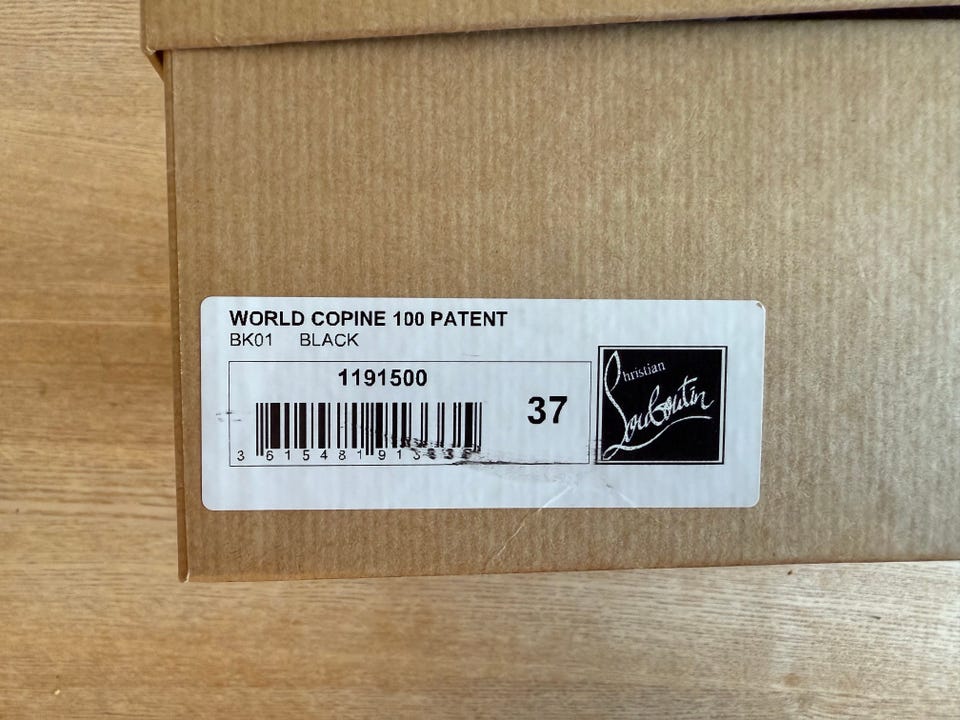 WORLD COPINE 100 PATENT
BK01 BLACK
1191500
37
Christian
Louboutin